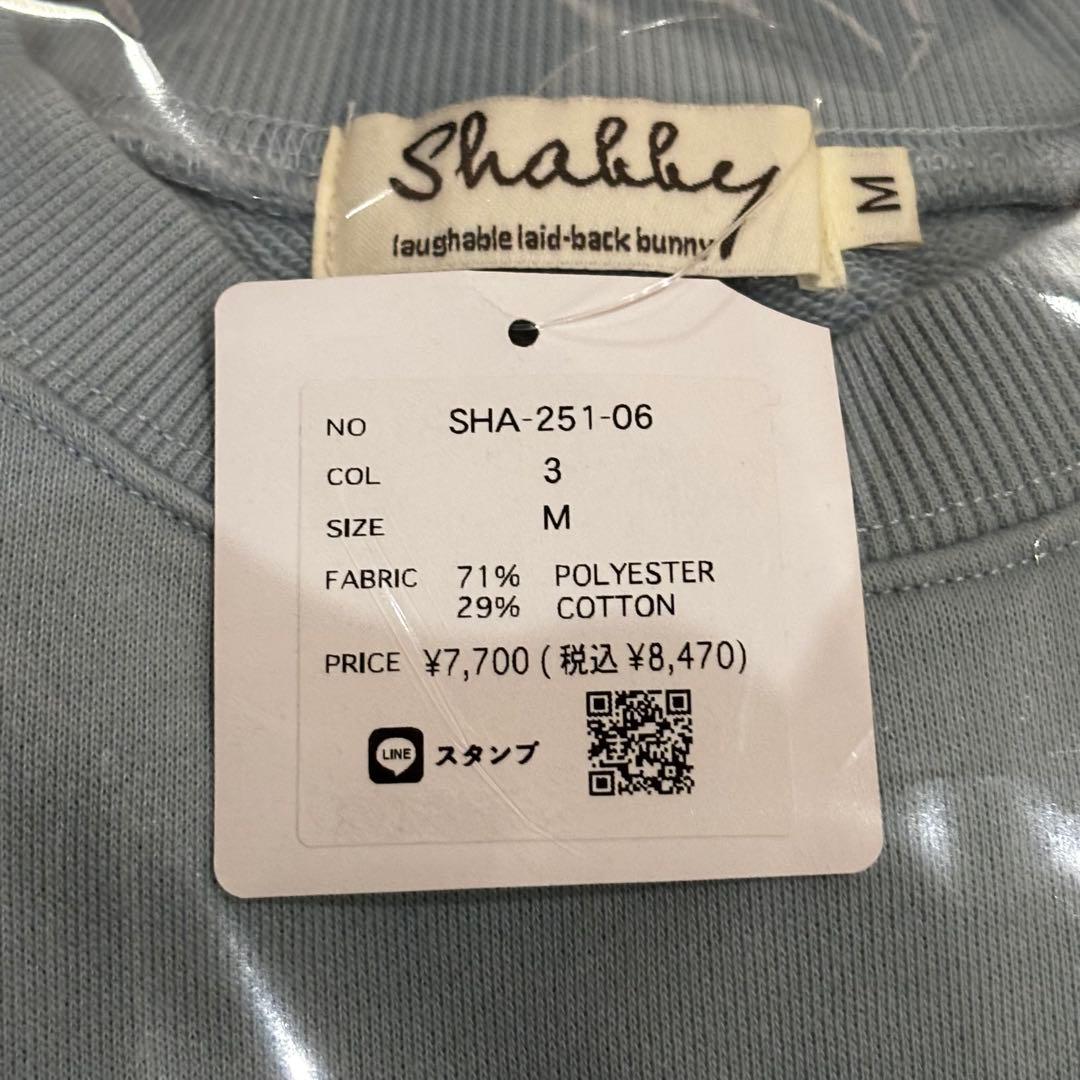 Shabby
laughable laid-back bunny
M
NO SHA-251-06
COL 3
SIZE M
FABRIC 71% POLYESTER
29% COTTON
PRICE ¥7,700 (税込 ¥8,470)
LINE スタンプ